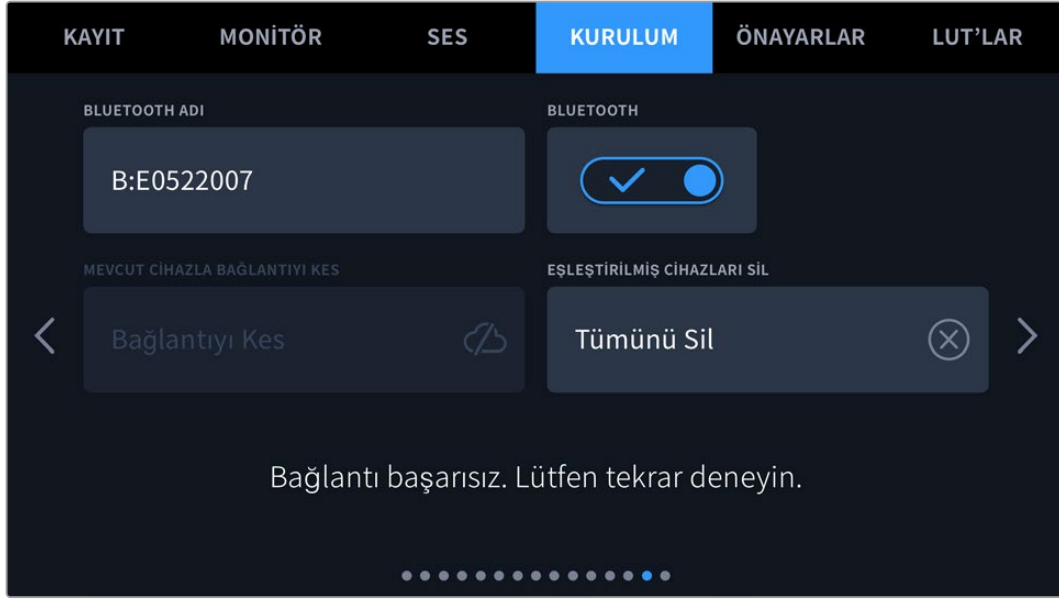 KAYIT MONİTÖR SES KURULUM ÖNAYARLAR LUT’LAR
BLUETOOTH ADI BLUETOOTH
B:E0522007
MEVCUT CİHAZLA BAĞLANTIYI KES EŞLEŞTİRİLMİŞ CİHAZLARI SİL
Bağlantıyı Kes Tümünü Sil
Bağlantı başarısız. Lütfen tekrar deneyin.